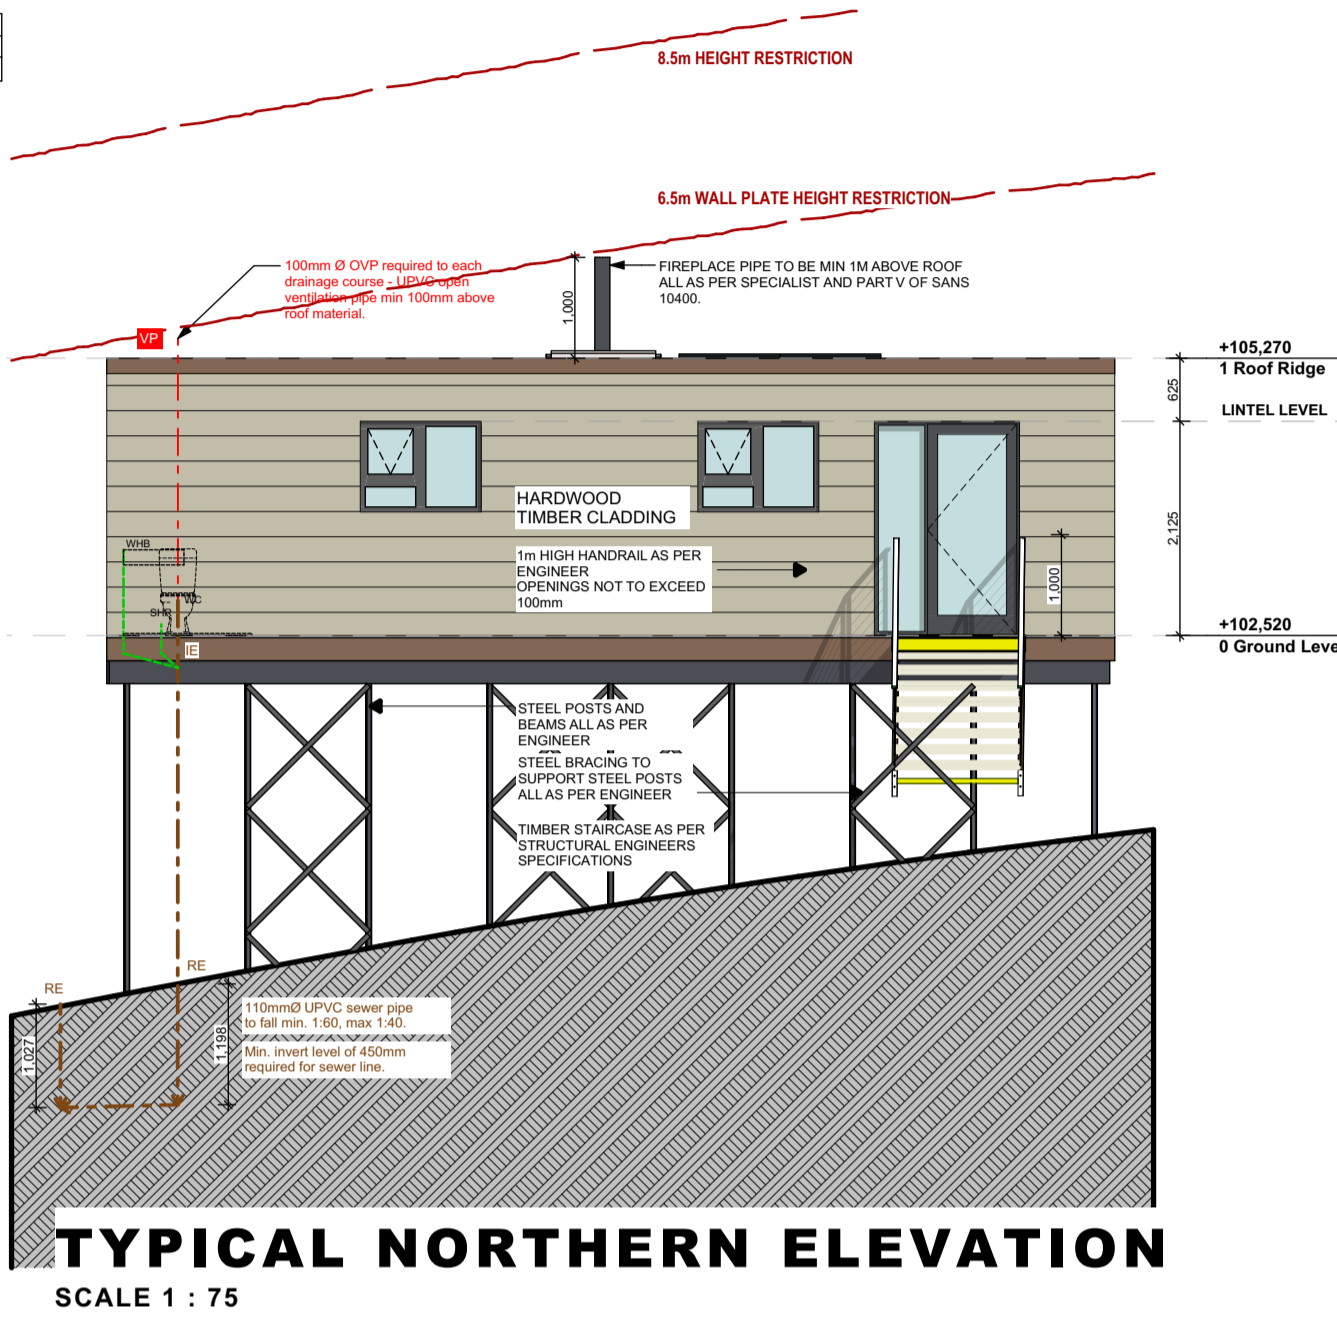 8.5m HEIGHT RESTRICTION
6.5m WALL PLATE HEIGHT RESTRICTION
100mm Ø OVP required to each
drainage course - UPVC open
ventilation pipe min 100mm above
roof material.
FIREPLACE PIPE TO BE MIN 1M ABOVE ROOF
ALL AS PER SPECIALIST AND PART V OF SANS
10400.
1,000
VP
+105,270
1 Roof Ridge
625
LINTEL LEVEL
HARDWOOD
TIMBER CLADDING
2,125
WHB
1m HIGH HANDRAIL AS PER
ENGINEER
OPENINGS NOT TO EXCEED
100mm
1,000
WC
SHR
+102,520
0 Ground Leve
IE
STEEL POSTS AND
BEAMS ALL AS PER
ENGINEER
STEEL BRACING TO
SUPPORT STEEL POSTS
ALL AS PER ENGINEER
TIMBER STAIRCASE AS PER
STRUCTURAL ENGINEERS
SPECIFICATIONS
RE
RE
110mmØ UPVC sewer pipe
to fall min. 1:60, max 1:40.
1,027
1,198
Min. invert level of 450mm
required for sewer line.
TYPICAL NORTHERN ELEVATION
SCALE 1 : 75